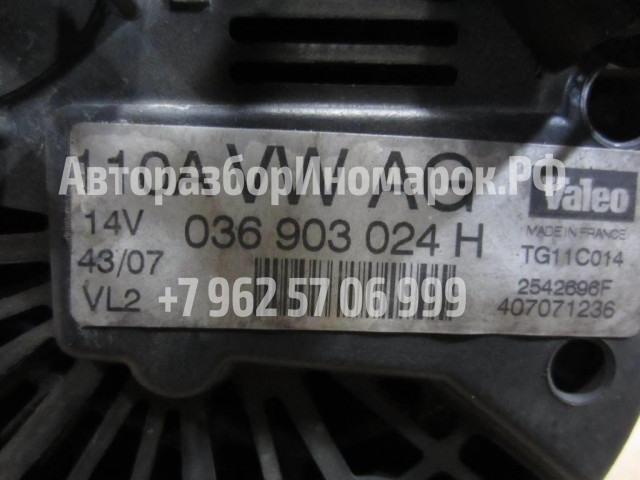 110A VW AG
АвторазборИномарок.РФ
Valeo
14V
036 903 024 H
MADE IN FRANCE
43/07
TG11C014
VL2
+7 962 57 06 999
2542696F
407071236